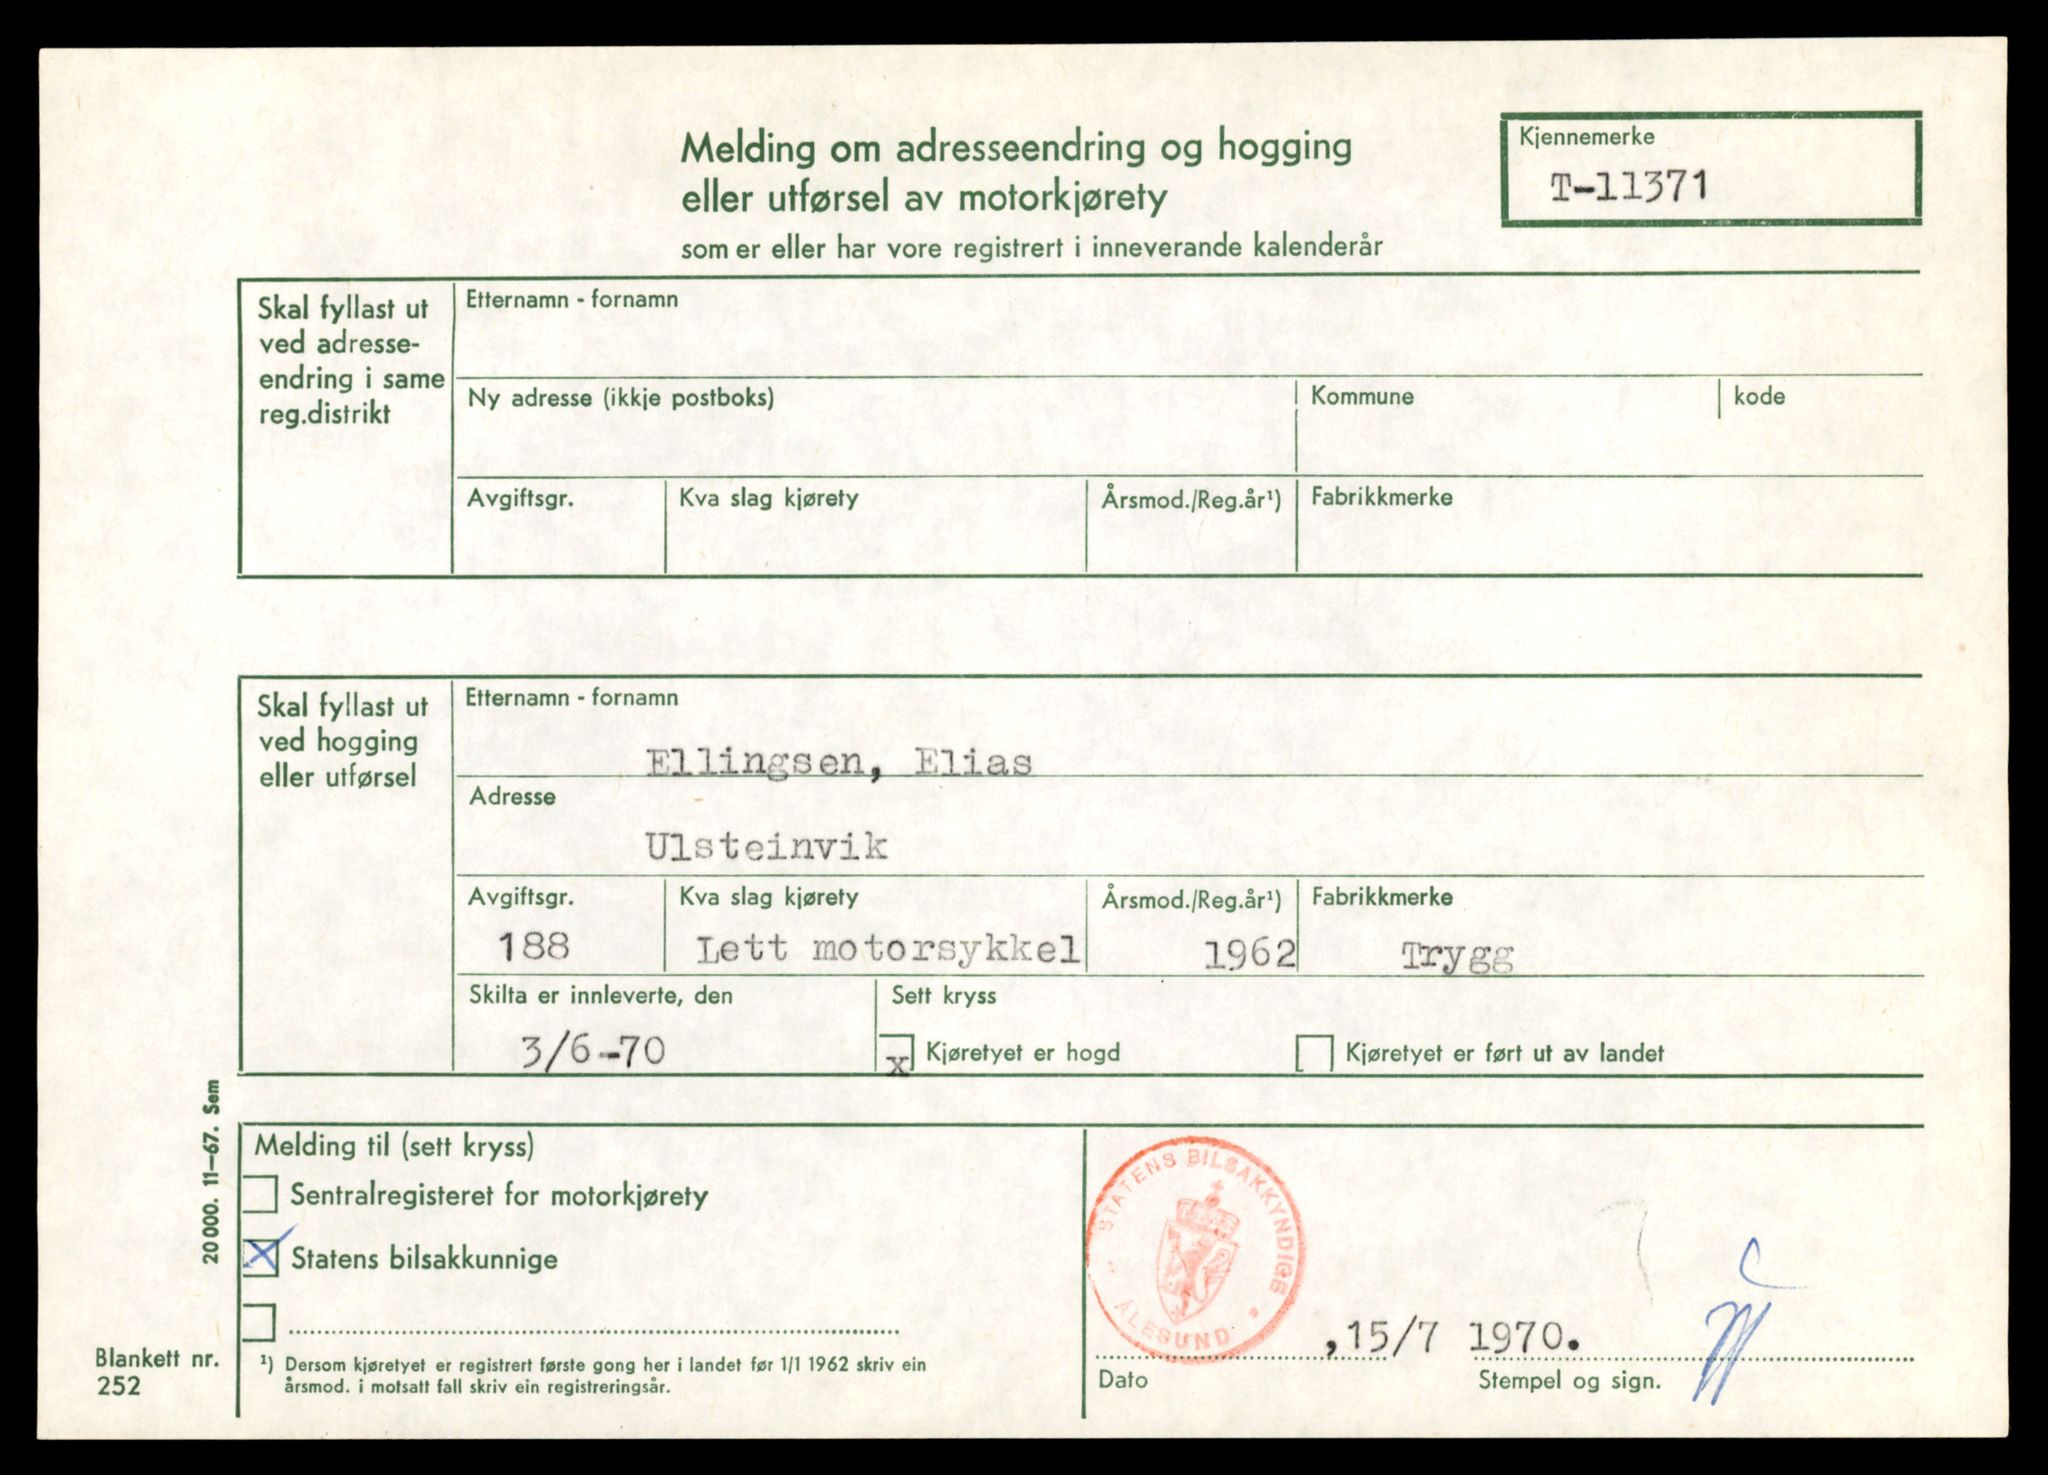 Melding om adresseendring og hogging
eller utførsel av motorkjørety
som er eller har vore registrert i inneverande kalenderår
Kjennemerke
T-11371
Skal fyllast ut
ved adresse-
endring i same
reg.distrikt
Etternamn - fornamn
Ny adresse (ikkje postboks)
Kommune
kode
Avgiftsgr.
Kva slag kjørety
Årsmod./Reg.år¹)
Fabrikkmerke
Skal fyllast ut
ved hogging
eller utførsel
Etternamn - fornamn
Ellingsen, Elias
Adresse
Ulsteinvik
Avgiftsgr.
188
Kva slag kjørety
Lett motorsykkel
Årsmod./Reg.år¹)
1962
Fabrikkmerke
Trygg
Skilta er innleverte, den
3/6-70
Sett kryss
x Kjøretyet er hogd
Kjøretyet er ført ut av landet
Melding til (sett kryss)
Sentralregisteret for motorkjørety
Statens bilsakkunnige
¹) Dersom kjøretyet er registrert første gong her i landet før 1/1 1962 skriv ein
årsmod. i motsatt fall skriv ein registreringsår.
20000. 11-67. Sem
Blankett nr.
252
STATENS BILSAKKYNDIGE
ÅLESUND
,15/7 1970.
Dato
Stempel og sign.